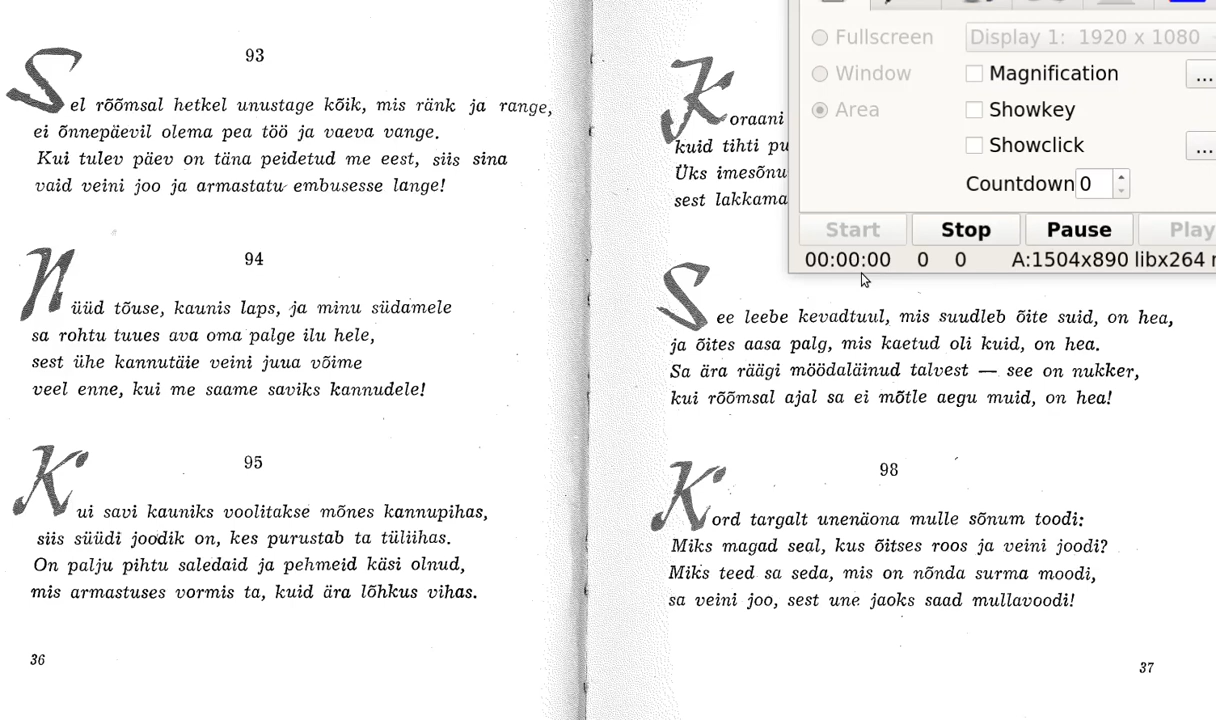 93
Sel rõõmsal hetkel unustage kõik, mis ränk ja range,
ei õnnepäevil olema pea töö ja vaeva vange.
Kui tulev päev on täna peidetud me eest, siis sina
vaid veini joo ja armastatu embusesse lange!
94
Nüüd tõuse, kaunis laps, ja minu südamele
sa rohtu tuues ava oma palge ilu hele,
sest ühe kannutäie veini juua võime
veel enne, kui me saame saviks kannudele!
95
Kui savi kauniks voolitakse mõnes kannupihas,
siis süüdi joodik on, kes purustab ta tüliihas.
On palju pihtu saledaid ja pehmeid käsi olnud,
mis armastuses vormis ta, kuid ära lõhkus vihas.
36
Koraani
kuid tihti pu
Üks imesõnu
sest lakkama
See leebe kevadtuul, mis suudleb õite suid, on hea,
ja õites aasa palg, mis kaetud oli kuid, on hea.
Sa ära räägi möödaläinud talvest — see on nukker,
kui rõõmsal ajal sa ei mõtle aegu muid, on hea!
98
Kord targalt unenäona mulle sõnum toodi:
Miks magad seal, kus õitses roos ja veini joodi?
Miks teed sa seda, mis on nõnda surma moodi,
sa veini joo, sest une jaoks saad mullavoodi!
37
Fullscreen
Display 1: 1920 x 1080
Window
Magnification
...
Area
Showkey
Showclick
...
Countdown 0
Start
Stop
Pause
Play
00:00:00 0 0 A:1504x890 libx264